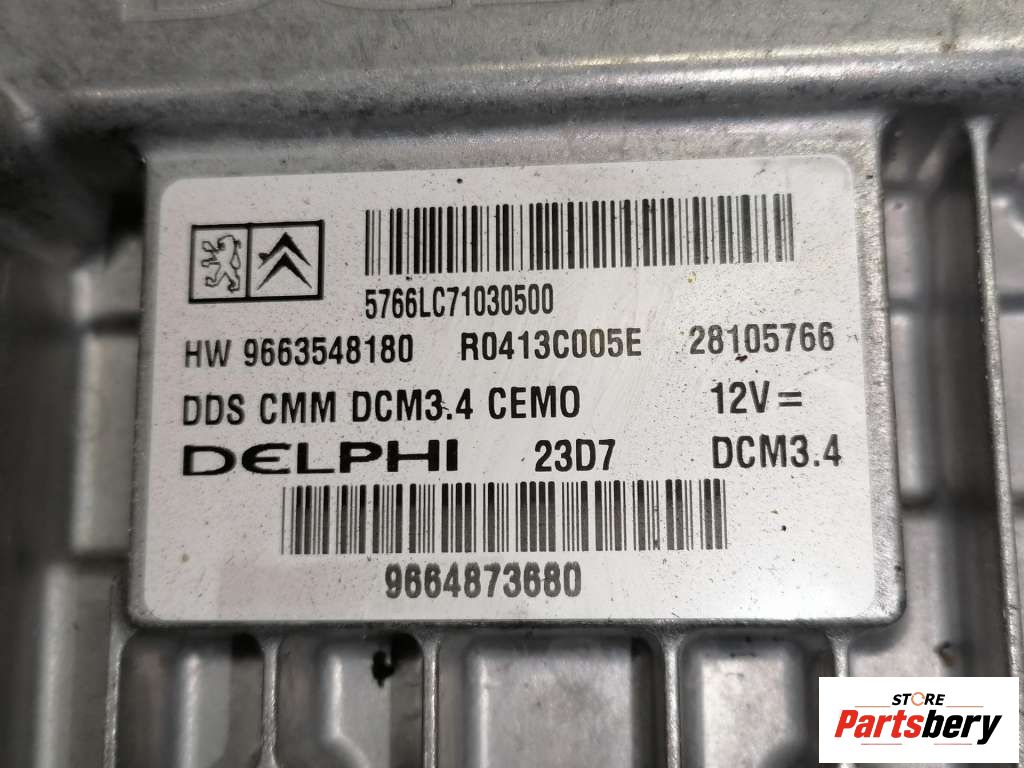 5766LC71030500
HW 9663548180 R0413C005E 28105766
DDS CMM DCM3.4 CEMO 12V =
DELPHI 23D7 DCM3.4
9664873680
STORE
Partsbery